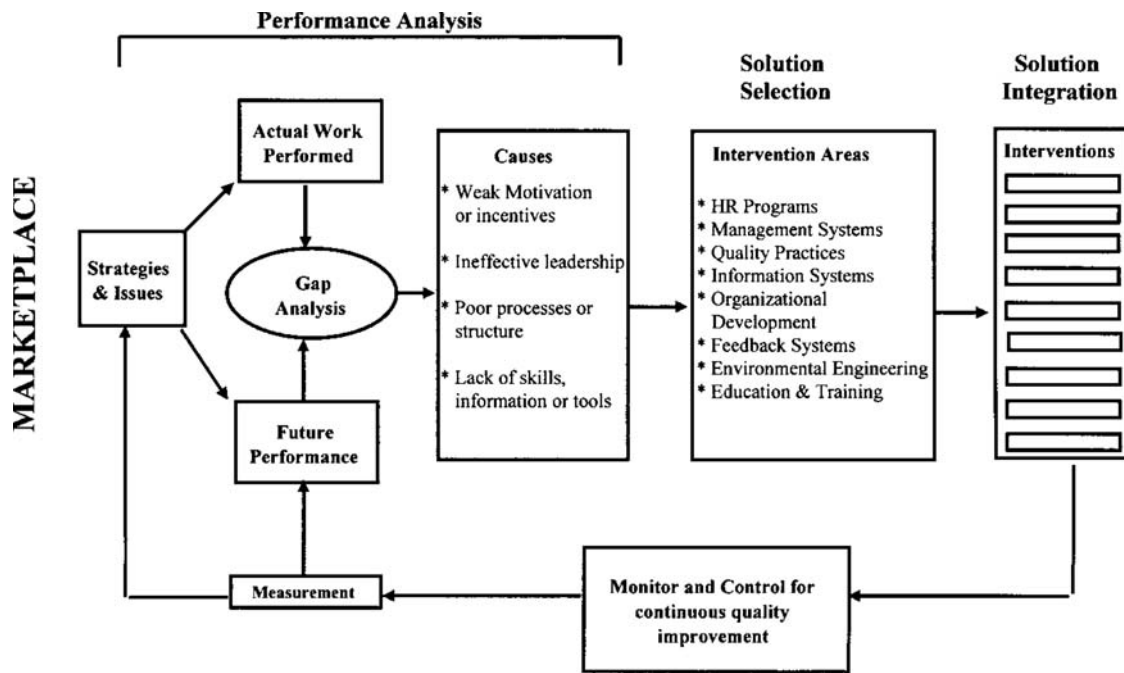 Performance Analysis
Solution
Selection
Solution
Integration
MARKETPLACE
Strategies
& Issues
Actual Work
Performed
Gap
Analysis
Future
Performance
Causes
* Weak Motivation
or incentives
* Ineffective leadership
* Poor processes or
structure
* Lack of skills,
information or tools
Intervention Areas
* HR Programs
* Management Systems
* Quality Practices
* Information Systems
* Organizational
Development
* Feedback Systems
* Environmental Engineering
* Education & Training
Interventions
Measurement
Monitor and Control for
continuous quality
improvement